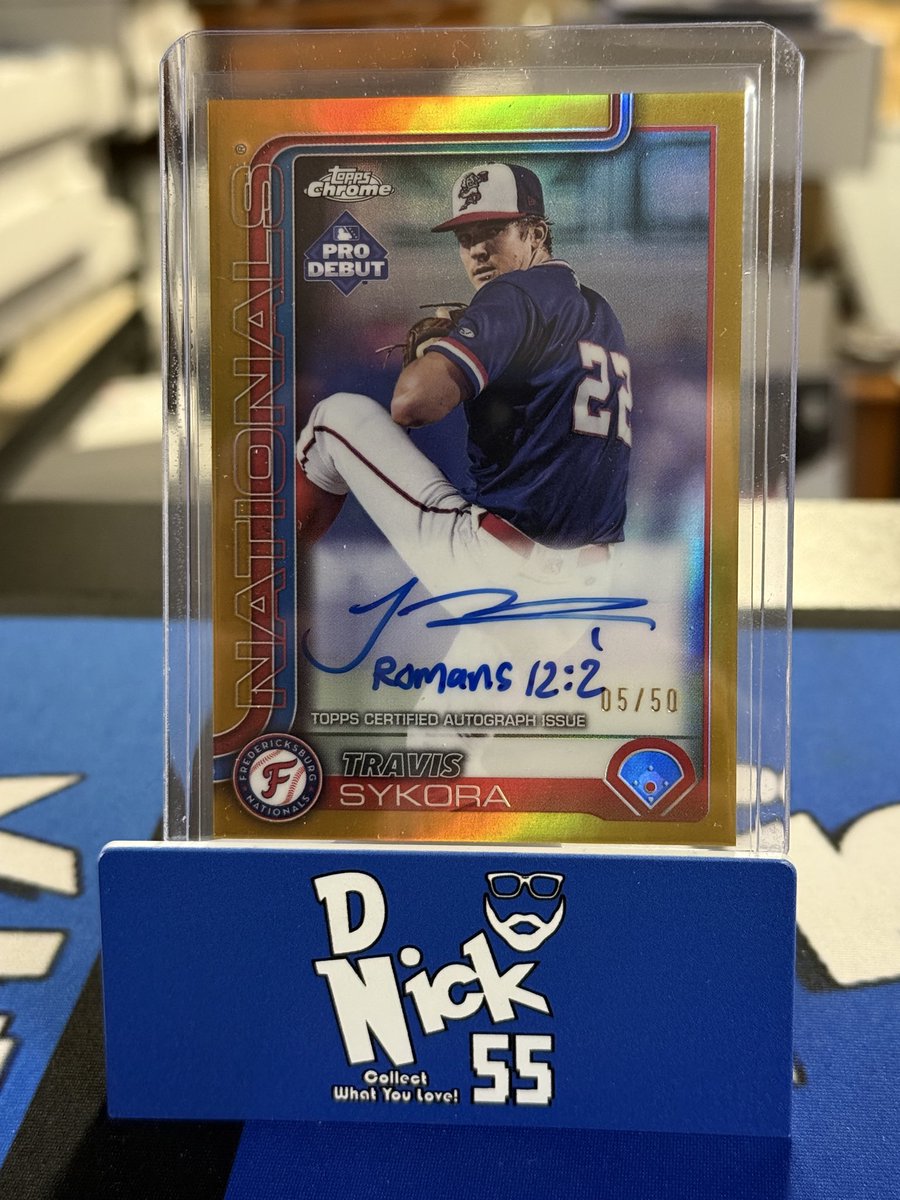 NATIONALS®
Topps
Chrome
PRO
DEBUT
22
Romans 12:2
05/50
TOPPS CERTIFIED AUTOGRAPH ISSUE
FREDERICKSBURG
F
NATIONALS
TRAVIS
SYKORA
D
Nick
55
Collect
What You Love!